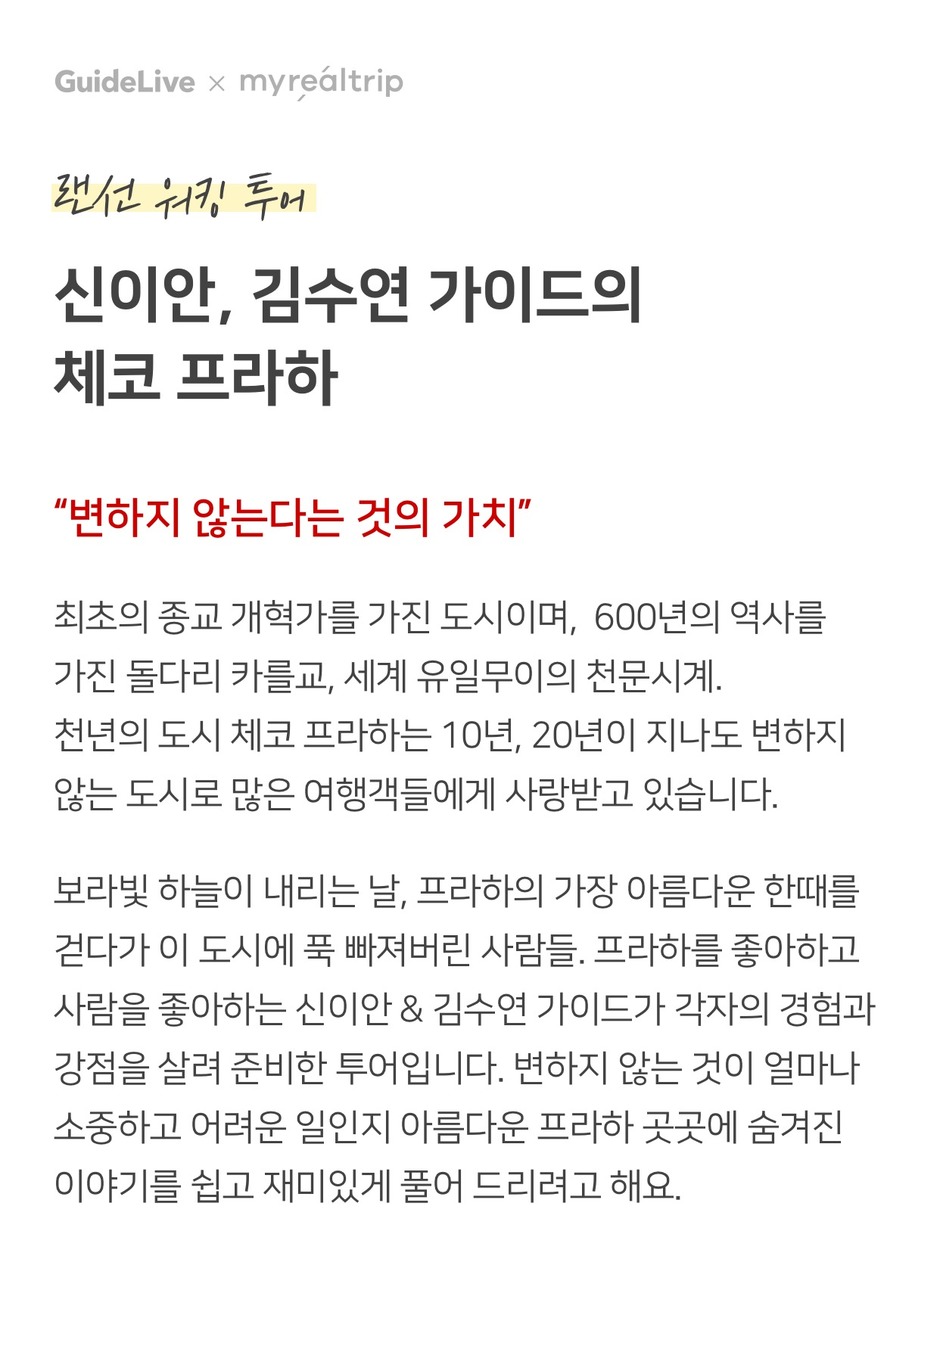 GuideLive × myrealtrip
랜선 워킹 투어
신이안, 김수연 가이드의
체코 프라하
“변하지 않는다는 것의 가치”
최초의 종교 개혁가를 가진 도시이며, 600년의 역사를
가진 돌다리 카를교, 세계 유일무이의 천문시계.
천년의 도시 체코 프라하는 10년, 20년이 지나도 변하지
않는 도시로 많은 여행객들에게 사랑받고 있습니다.
보라빛 하늘이 내리는 날, 프라하의 가장 아름다운 한때를
걷다가 이 도시에 푹 빠져버린 사람들. 프라하를 좋아하고
사람을 좋아하는 신이안 & 김수연 가이드가 각자의 경험과
강점을 살려 준비한 투어입니다. 변하지 않는 것이 얼마나
소중하고 어려운 일인지 아름다운 프라하 곳곳에 숨겨진
이야기를 쉽고 재미있게 풀어 드리려고 해요.